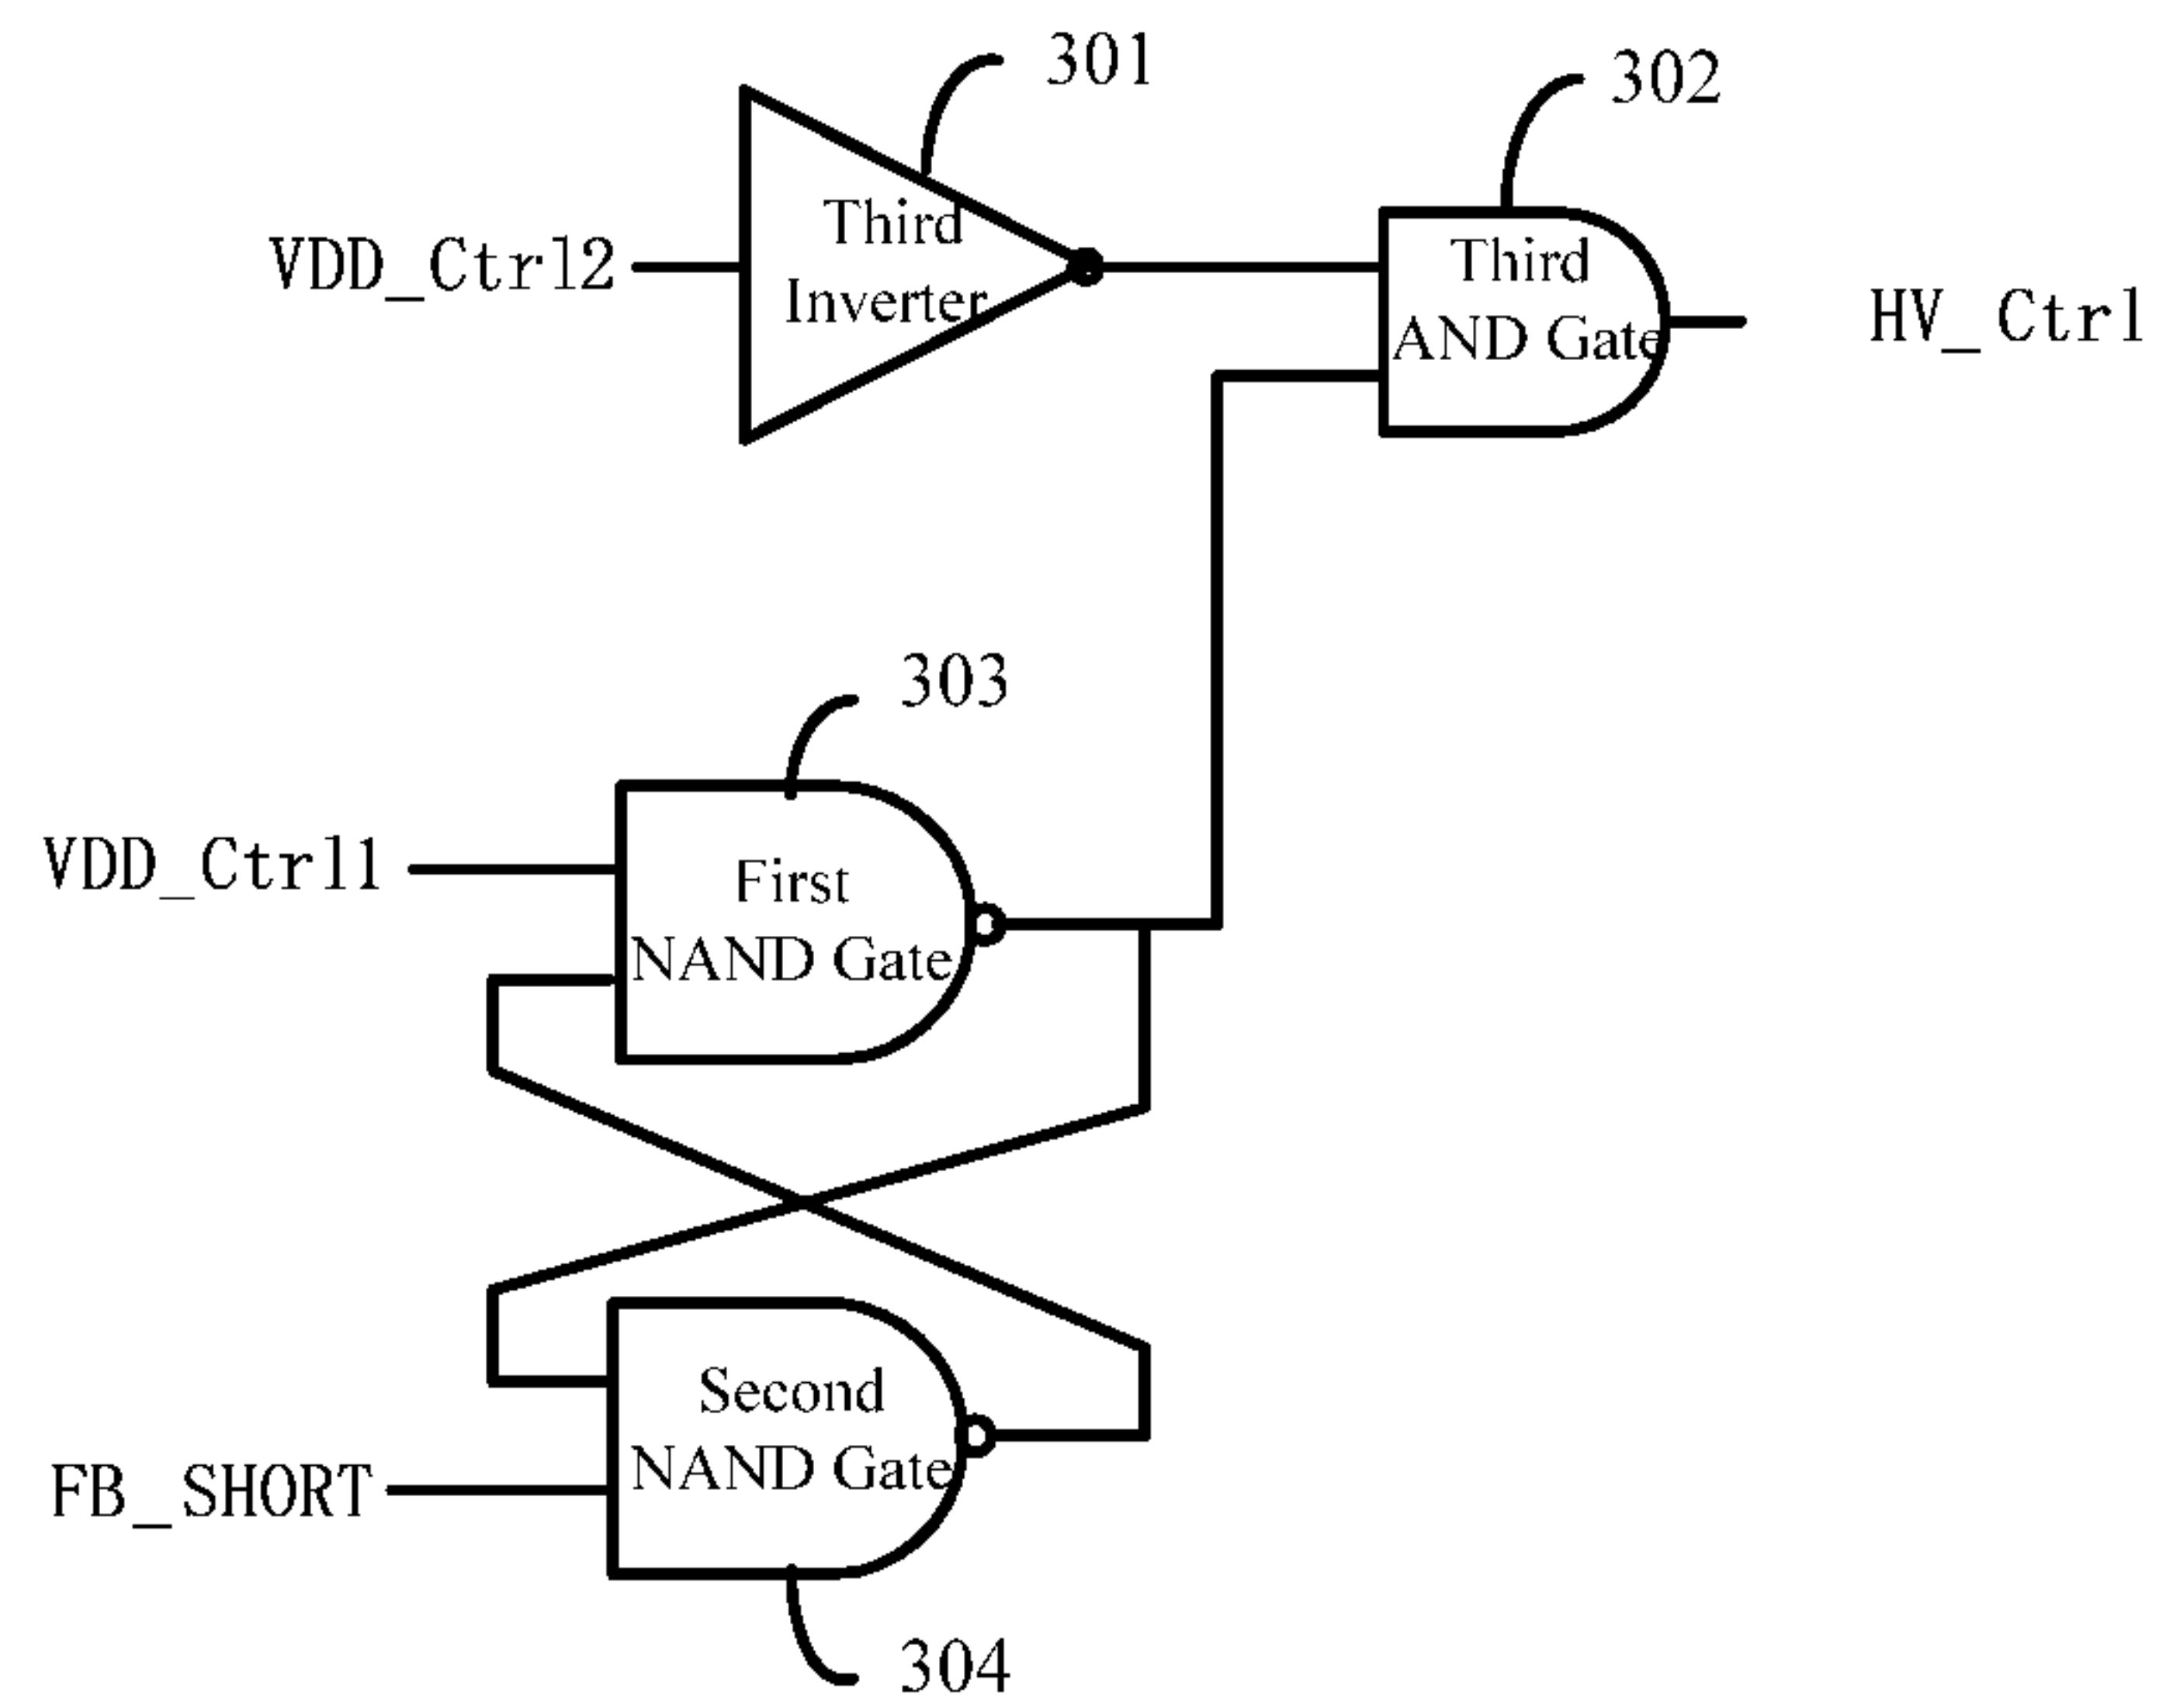 301
302
Third
Inverter
VDD_Ctrl2
Third
AND Gate
HV_Ctrl
303
VDD_Ctrl1
First
NAND Gate
Second
NAND Gate
FB_SHORT
304